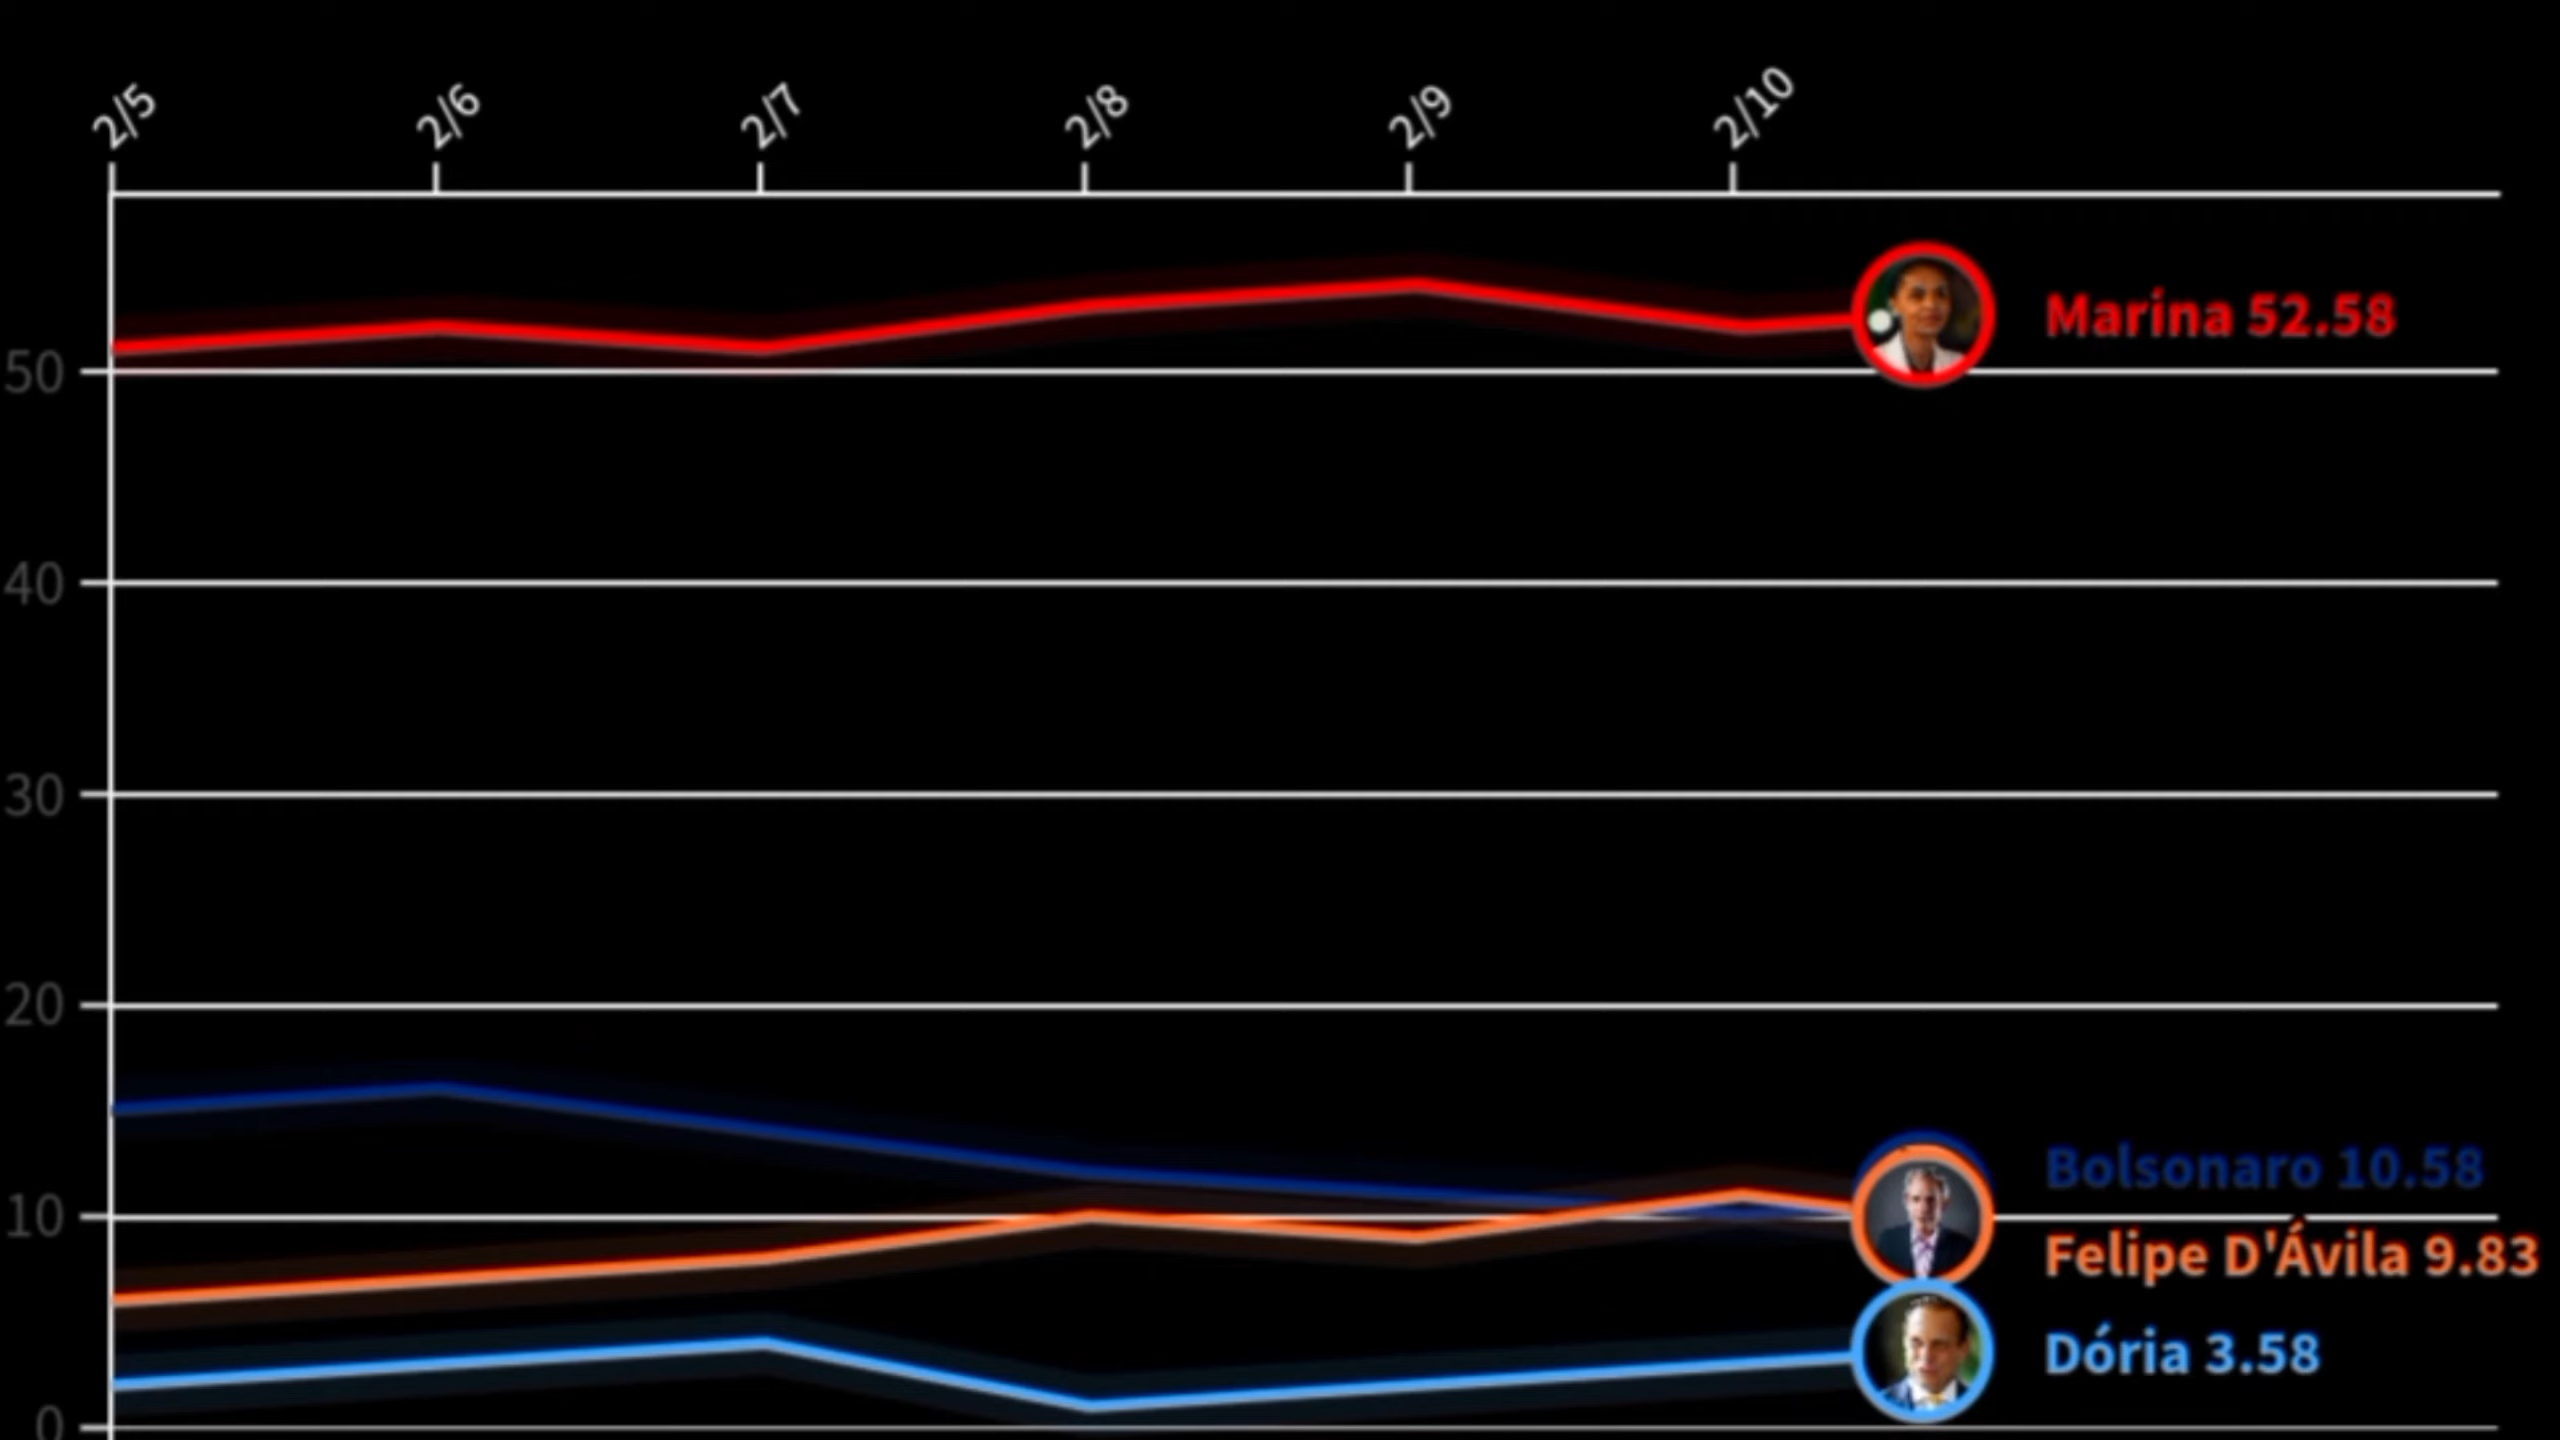 2/5 2/6 2/7 2/8 2/9 2/10
Marina 52.58
50
40
30
20
Bolsonaro 10.58
10
Felipe D'Ávila 9.83
Dória 3.58
0